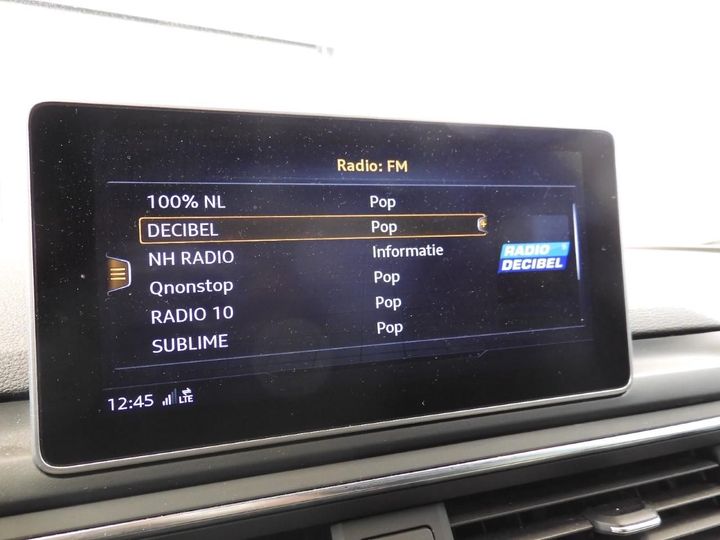 Radio: FM
100% NL Pop
DECIBEL Pop
NH RADIO Informatie
Qnonstop Pop
RADIO 10 Pop
SUBLIME Pop
RADIO
DECIBEL
12:45 LTE